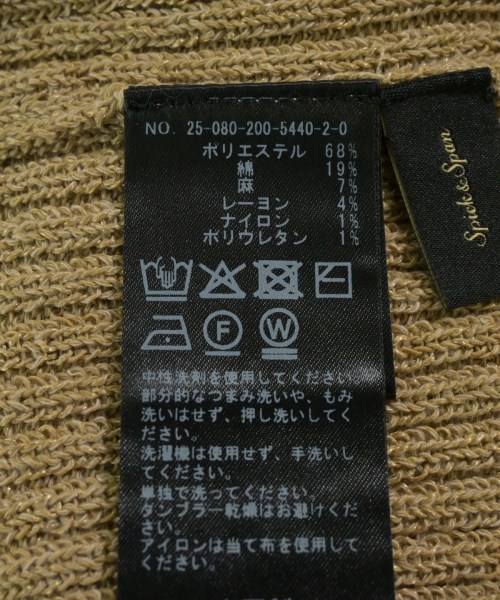 NO. 25-080-200-5440-2-0
ポリエステル 68%
綿 19%
麻 7%
レーヨン 4%
ナイロン 1%
ポリウレタン 1%
F W
中性洗剤を使用してください。
部分的なつまみ洗いや、もみ
洗いはせず、押し洗いしてく
ださい。
洗濯機は使用せず、手洗いし
てください。
単独で洗ってください。
タンブラー乾燥はお避けくだ
さい。
アイロンは当て布を使用して
ください。
Spick & Span